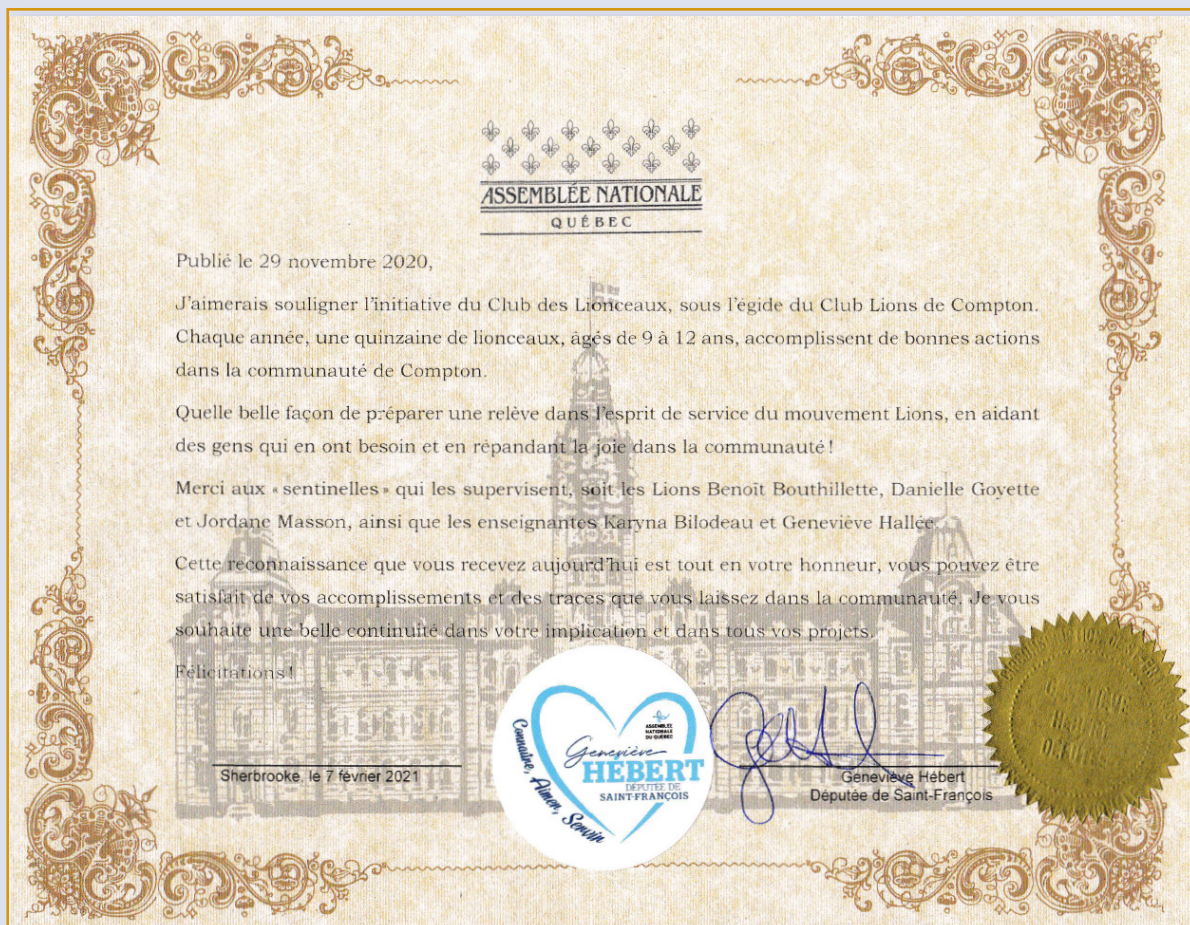 ASSEMBLÉE NATIONALE
QUÉBEC
Publié le 29 novembre 2020,
J'aimerais souligner l'initiative du Club des Lionceaux, sous l'égide du Club Lions de Compton.
Chaque année, une quinzaine de lionceaux, âgés de 9 à 12 ans, accomplissent de bonnes actions
dans la communauté de Compton.
Quelle belle façon de préparer une relève dans l'esprit de service du mouvement Lions, en aidant
des gens qui en ont besoin et en répandant la joie dans la communauté !
Merci aux « sentinelles » qui les supervisent, soit les Lions Benoît Bouthillette, Danielle Goyette
et Jordane Masson, ainsi que les enseignantes Karyna Bilodeau et Geneviève Hallée.
Cette reconnaissance que vous recevez aujourd'hui est tout en votre honneur, vous pouvez être
satisfait de vos accomplissements et des traces que vous laissez dans la communauté. Je vous
souhaite une belle continuité dans votre implication et dans tous vos projets.
Félicitations !
ASSEMBLÉE
NATIONALE
DU QUÉBEC
Geneviève
HÉBERT
DÉPUTÉE DE
SAINT-FRANÇOIS
Connaître, Aimer, Servir
Sherbrooke, le 7 février 2021
Geneviève Hébert
Députée de Saint-François